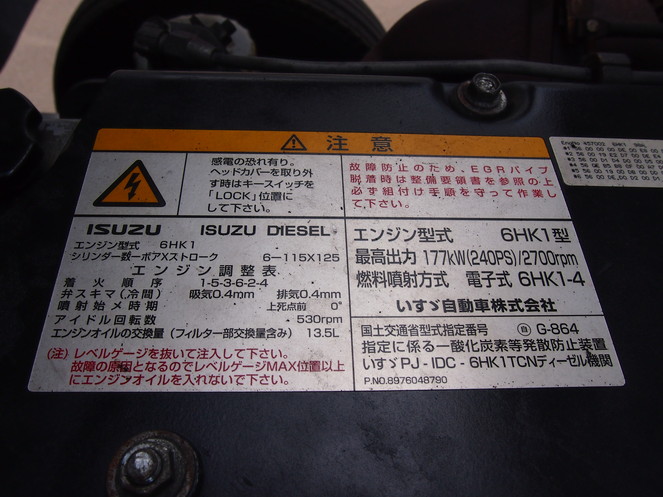 注意
感電の恐れ有り。
ヘッドカバーを取り外
す時はキースイッチを
「LOCK」位置に
して下さい。
故障防止のため、EGRパイプ
脱着時は整備要領書を参照の上
必ず組付け手順を守って作業し
て下さい。
ISUZU ISUZU DIESEL
エンジン型式 6HK1
シリンダ数ーボアXストローク 6-115X125
エンジン調整表
着火順序 1-5-3-6-2-4
弁スキマ(冷間) 吸気0.4mm 排気0.4mm
噴射始メ時期 上死点前 0°
アイドル回転数 530rpm
エンジンオイルの交換量(フィルター部交換量含み) 13.5L
(注)レベルゲージを抜いて注入して下さい。
故障の原因となるのでレベルゲージMAX位置以上
にエンジンオイルを入れないで下さい。
エンジン型式 6HK1型
最高出力 177kW(240PS)/2700rpm
燃料噴射方式 電子式 6HK1-4
いすゞ自動車株式会社
国土交通省型式指定番号 自 G-864
指定に係る一酸化炭素等発散防止装置
いすゞPJ-IDC-6HK1TCNディーゼル機関
P.NO.8976048790